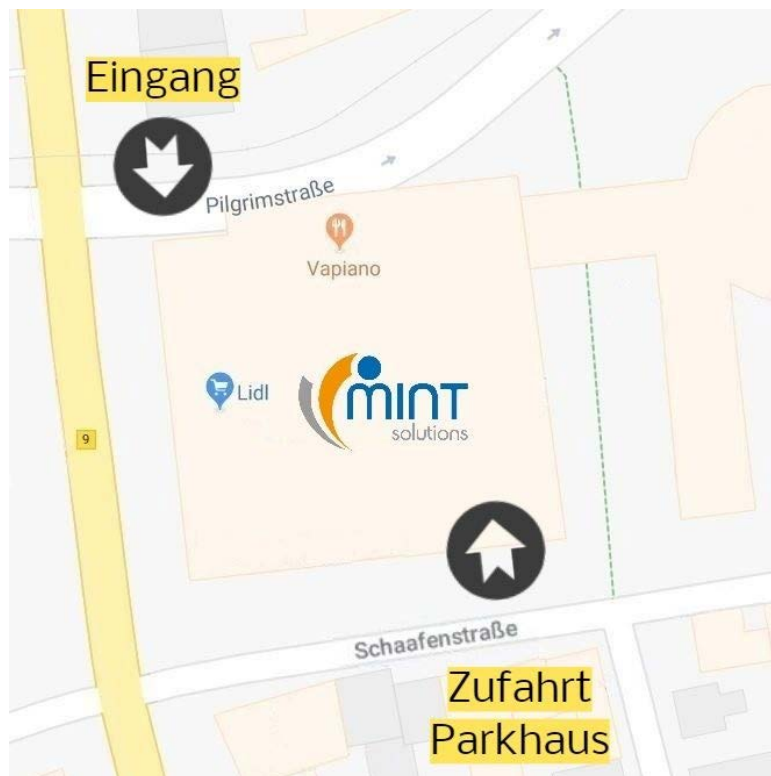 Eingang
Pilgrimstraße
Vapiano
Lidl
MINT
solutions
9
Schaafenstraße
Zufahrt
Parkhaus